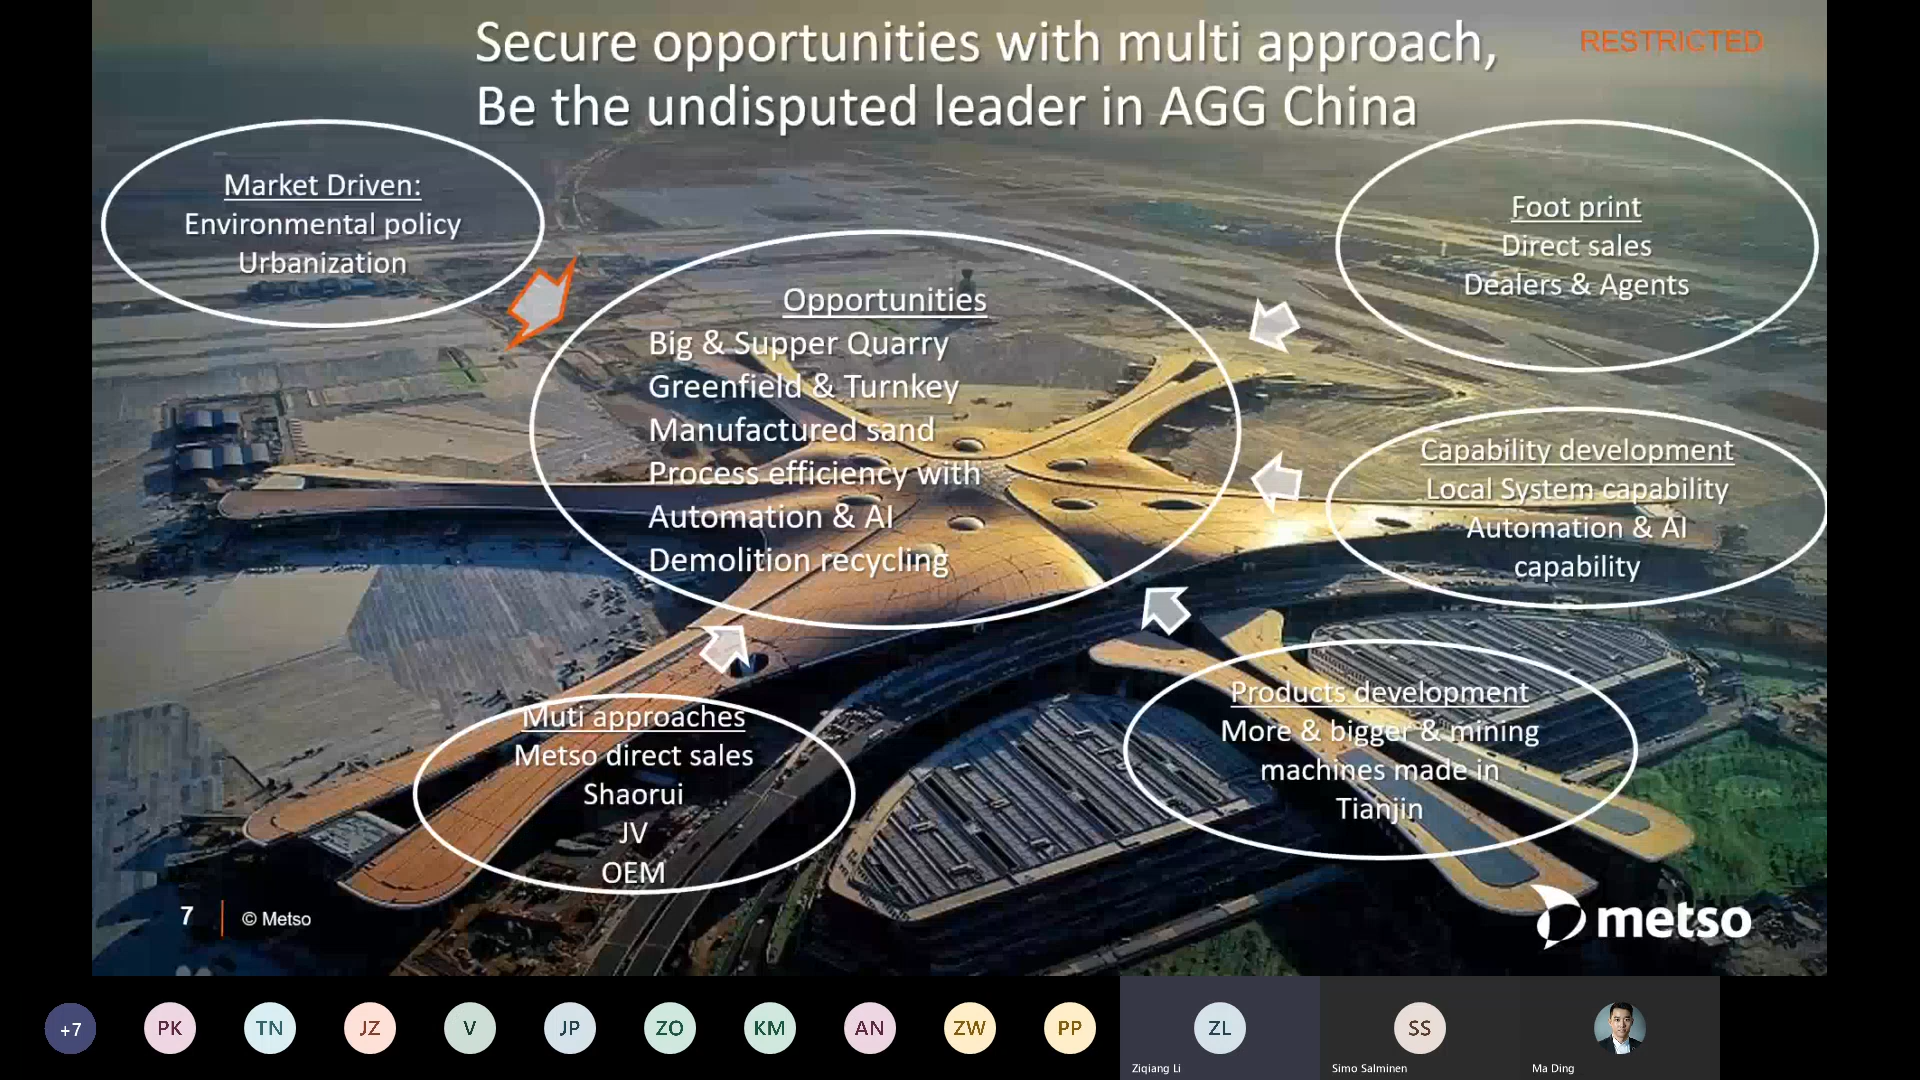 Secure opportunities with multi approach,
Be the undisputed leader in AGG China
RESTRICTED
Market Driven:
Environmental policy
Urbanization
Foot print
Direct sales
Dealers & Agents
Opportunities
Big & Supper Quarry
Greenfield & Turnkey
Manufactured sand
Process efficiency with
Automation & AI
Demolition recycling
Capability development
Local System capability
Automation & AI
capability
Muti approaches
Metso direct sales
Shaorui
JV
OEM
Products development
More & bigger & mining
machines made in
Tianjin
7
© Metso
metso
+7
PK
TN
JZ
V
JP
ZO
KM
AN
ZW
PP
ZL
Ziqiang Li
SS
Simo Salminen
Ma Ding